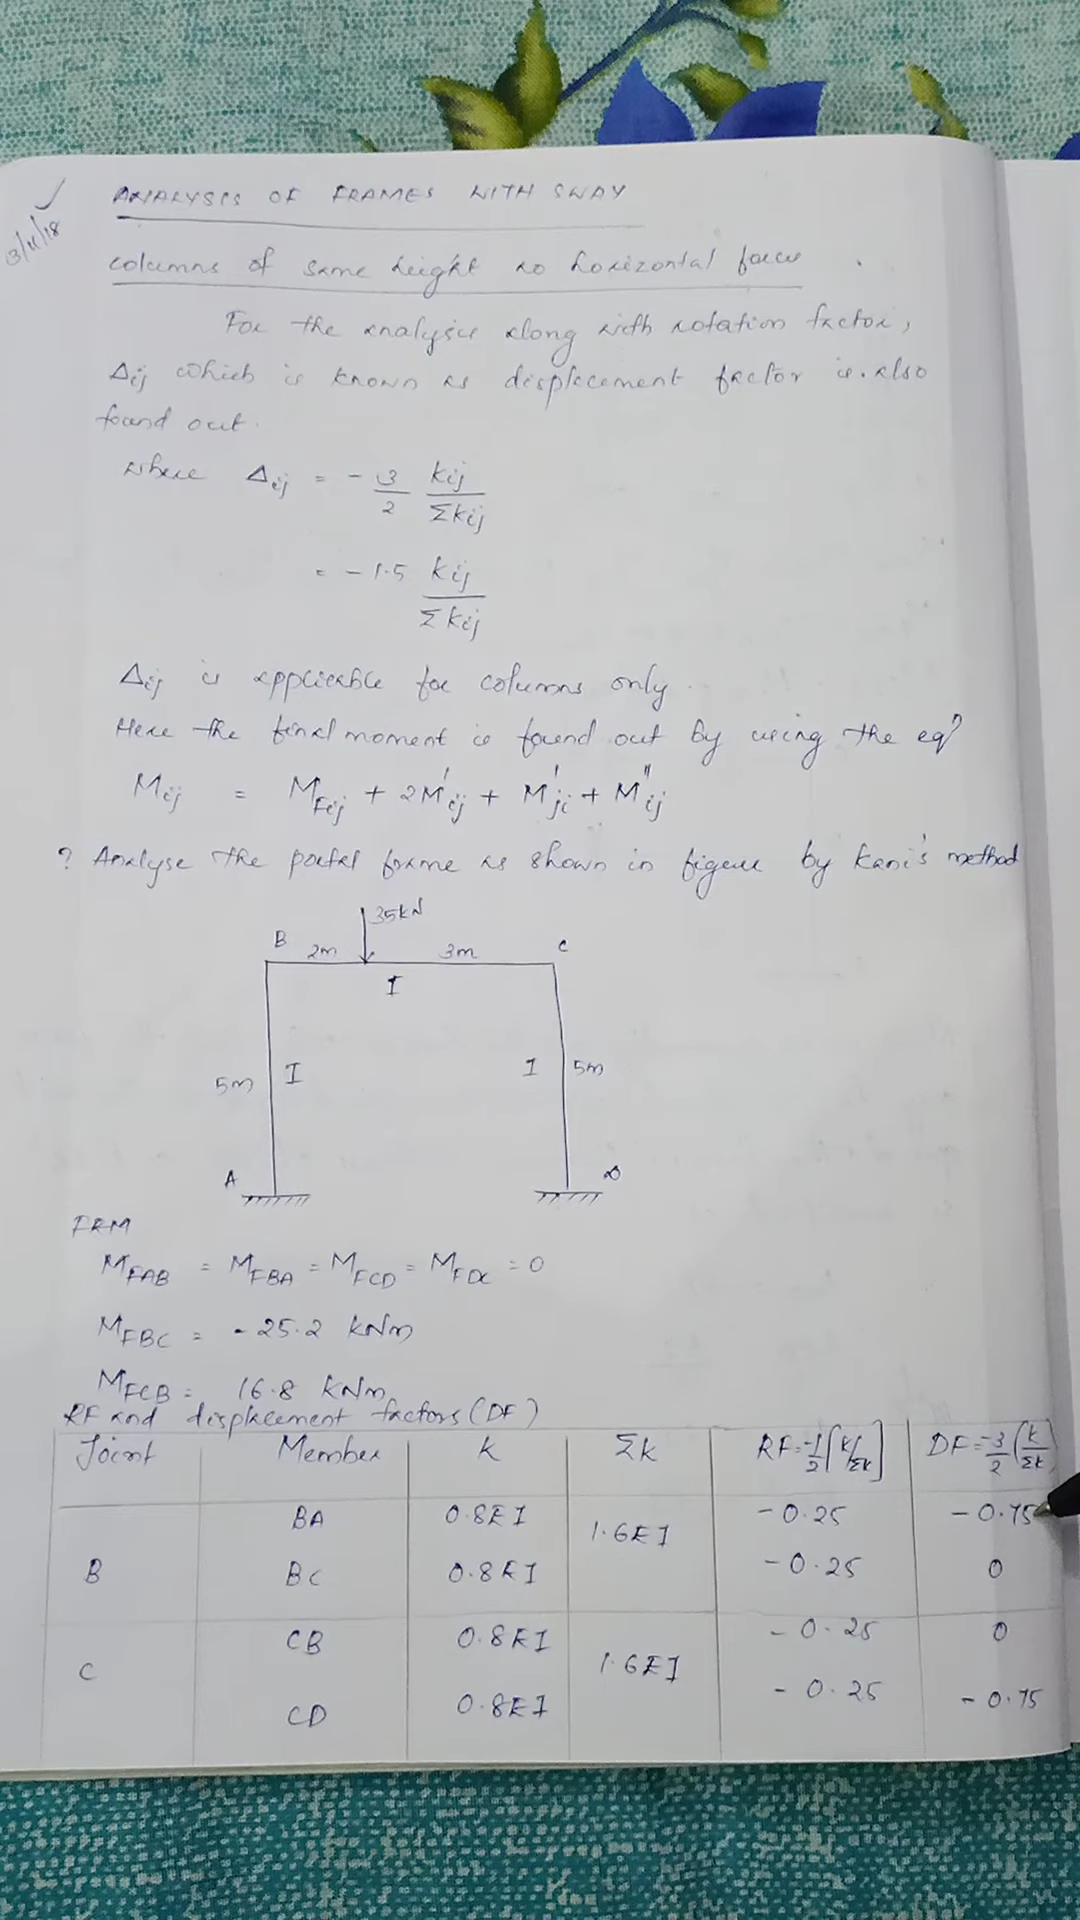 3/11/18
ANALYSIS OF FRAMES WITH SWAY
columns of same height no horizontal force.
For the analysis along with rotation factor,
Δij which is known as displacement factor is also
found out.
where Δij = -3/2 kij/Σkij
= -1.5 kij/Σkij
Δij is applicable for columns only.
Here the final moment is found out by using the eqn
Mij = MFij + 2M'ij + M'ji + M''ij
? Analyse the portal frame as shown in figure by Kani's method
35kN
B 2m 3m C
I
5m I I 5m
A D
FEM
MFAB = MFBA = MFCD = MFDC = 0
MFBC = -25.2 kNm
MFCB = 16.8 kNm
RF and displacement factors (DF)
Joint Member k Σk RF=-1/2[k/Σk] DF=-3/2(k/Σk)
B BA 0.8EI 1.6EI -0.25 -0.75
BC 0.8EI -0.25 0
C CB 0.8EI 1.6EI -0.25 0
CD 0.8EI -0.25 -0.75